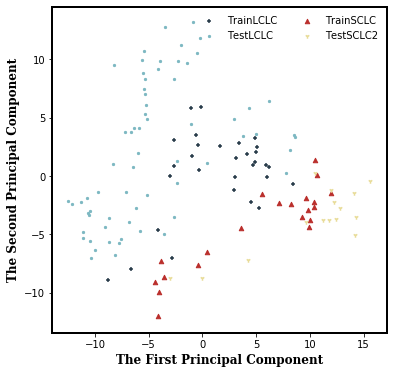 TrainLCLC TrainSCLC
TestLCLC TestSCLC2
10
5
0
−5
−10
The Second Principal Component
−10 −5 0 5 10 15
The First Principal Component